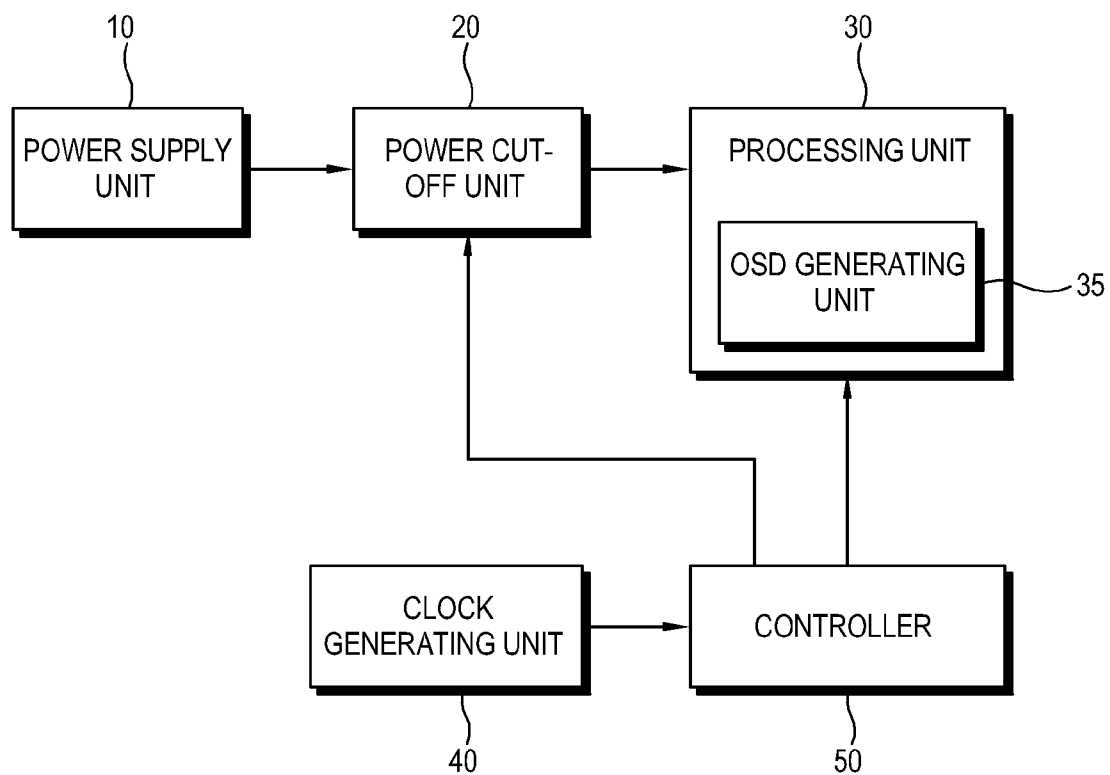 10
20
30
POWER SUPPLY
UNIT
POWER CUT-
OFF UNIT
PROCESSING UNIT
OSD GENERATING
UNIT
35
CLOCK
GENERATING UNIT
CONTROLLER
40
50